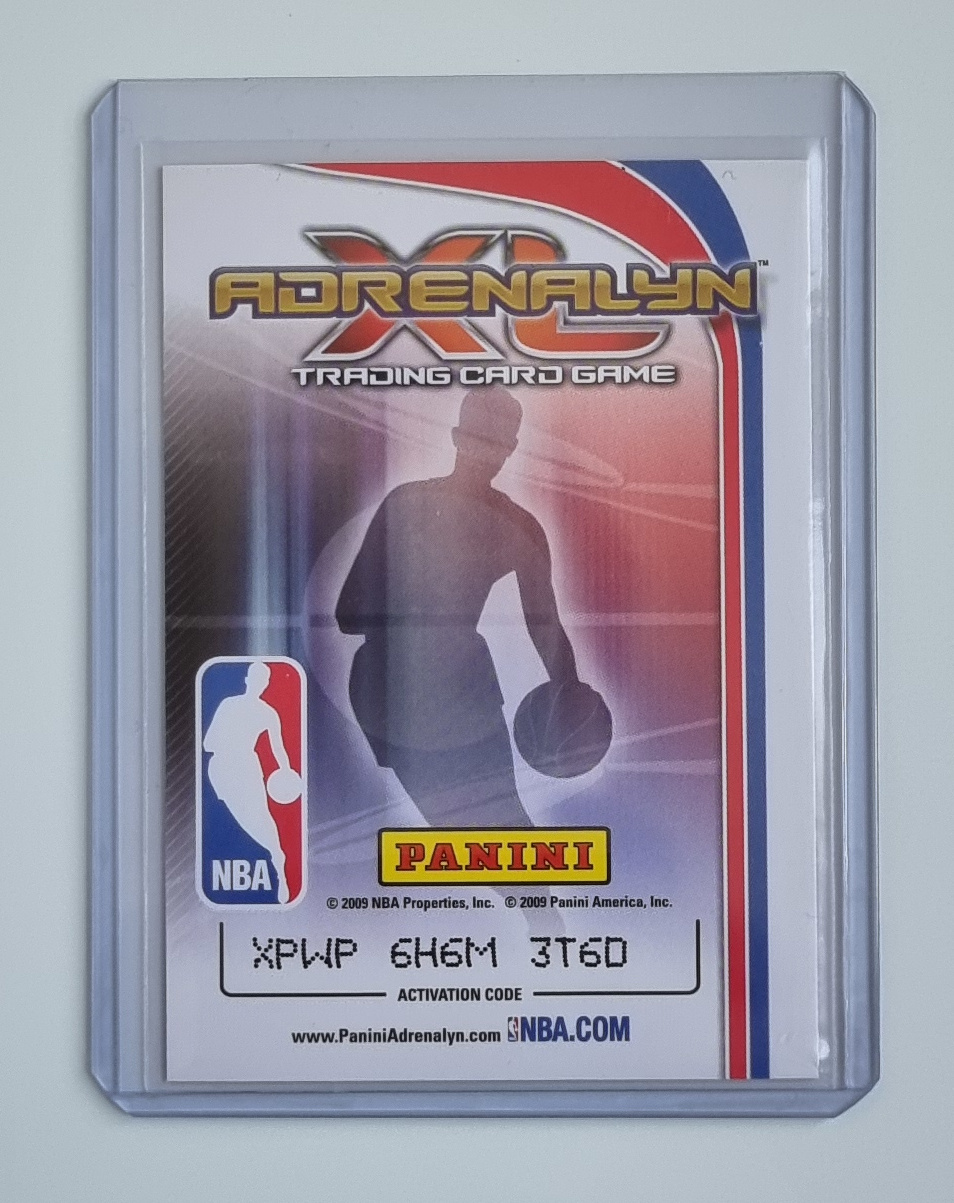 ADRENALYN™
XL
TRADING CARD GAME
NBA
PANINI
© 2009 NBA Properties, Inc. © 2009 Panini America, Inc.
XPWP 6H6M 3T6D
ACTIVATION CODE
www.PaniniAdrenalyn.com NBA.COM